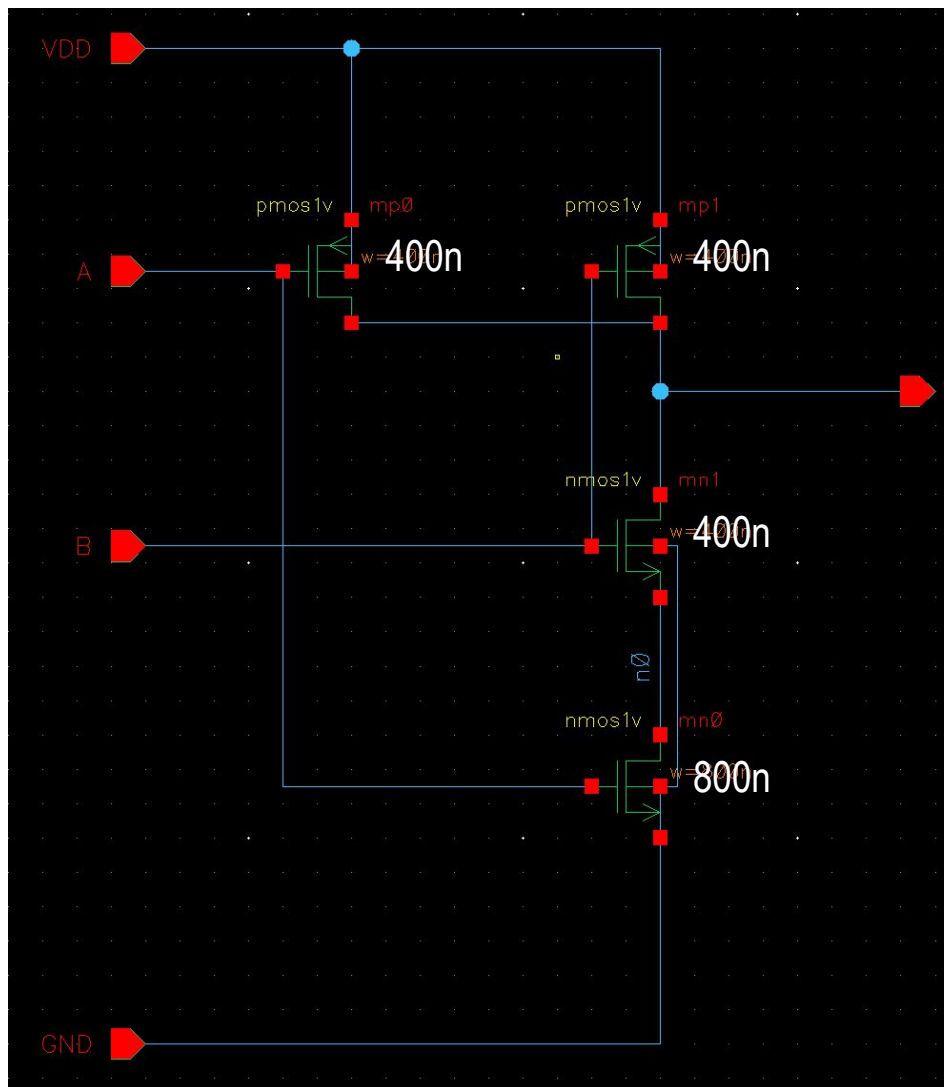 VDD
pmos1v mp0 pmos1v mp1
A 400n 400n
nmos1v mn1
B 400n
n0
nmos1v mn0
800n
GND